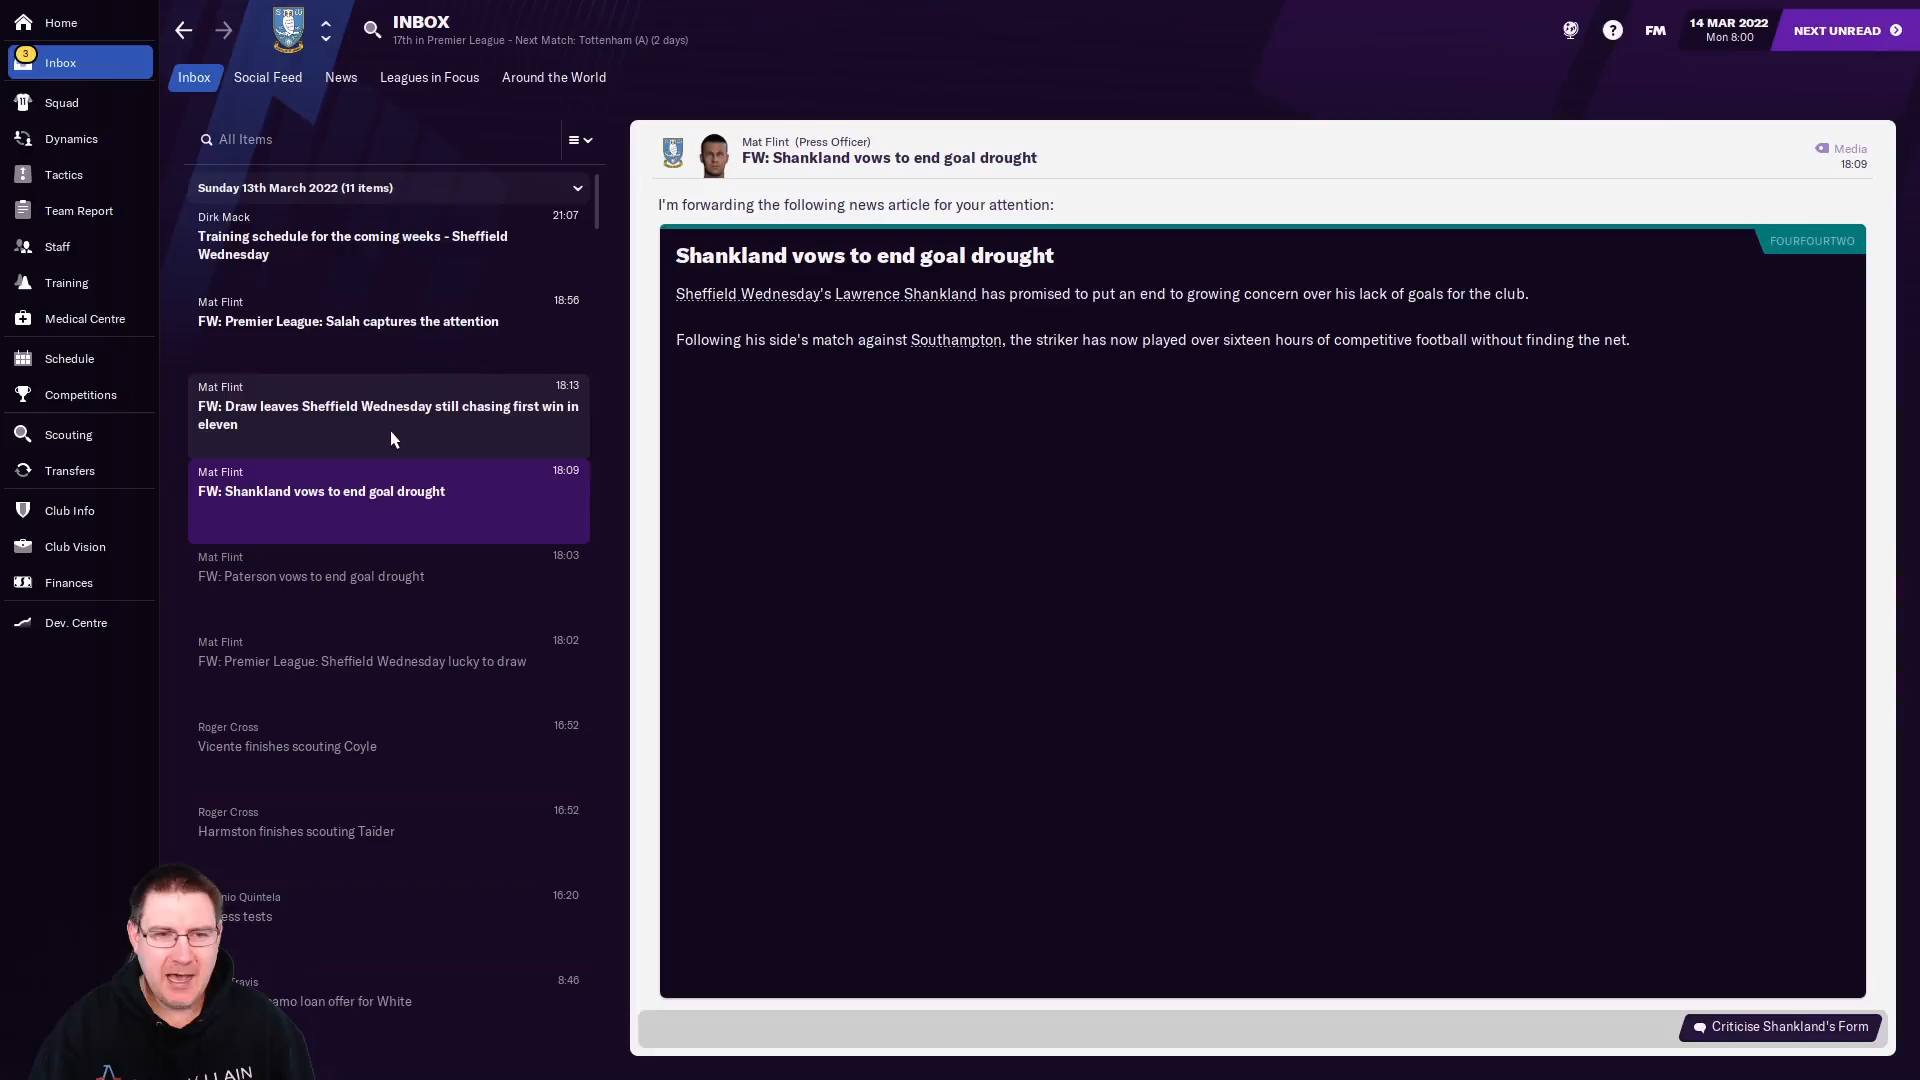 Home
3
Inbox
Squad
Dynamics
Tactics
Team Report
Staff
Training
Medical Centre
Schedule
Competitions
Scouting
Transfers
Club Info
Club Vision
Finances
Dev. Centre
INBOX
17th in Premier League - Next Match: Tottenham (A) (2 days)
FM
14 MAR 2022
Mon 8:00
NEXT UNREAD
Inbox Social Feed News Leagues in Focus Around the World
All Items
Sunday 13th March 2022 (11 items)
Dirk Mack 21:07
Training schedule for the coming weeks - Sheffield
Wednesday
Mat Flint 18:56
FW: Premier League: Salah captures the attention
Mat Flint 18:13
FW: Draw leaves Sheffield Wednesday still chasing first win in
eleven
Mat Flint 18:09
FW: Shankland vows to end goal drought
Mat Flint 18:03
FW: Paterson vows to end goal drought
Mat Flint 18:02
FW: Premier League: Sheffield Wednesday lucky to draw
Roger Cross 16:52
Vicente finishes scouting Coyle
Roger Cross 16:52
Harmston finishes scouting Taïder
nio Quintela 16:20
ess tests
ravis 8:46
amo loan offer for White
Mat Flint (Press Officer)
FW: Shankland vows to end goal drought
Media
18:09
I'm forwarding the following news article for your attention:
FOURFOURTWO
Shankland vows to end goal drought
Sheffield Wednesday's Lawrence Shankland has promised to put an end to growing concern over his lack of goals for the club.
Following his side's match against Southampton, the striker has now played over sixteen hours of competitive football without finding the net.
Criticise Shankland's Form